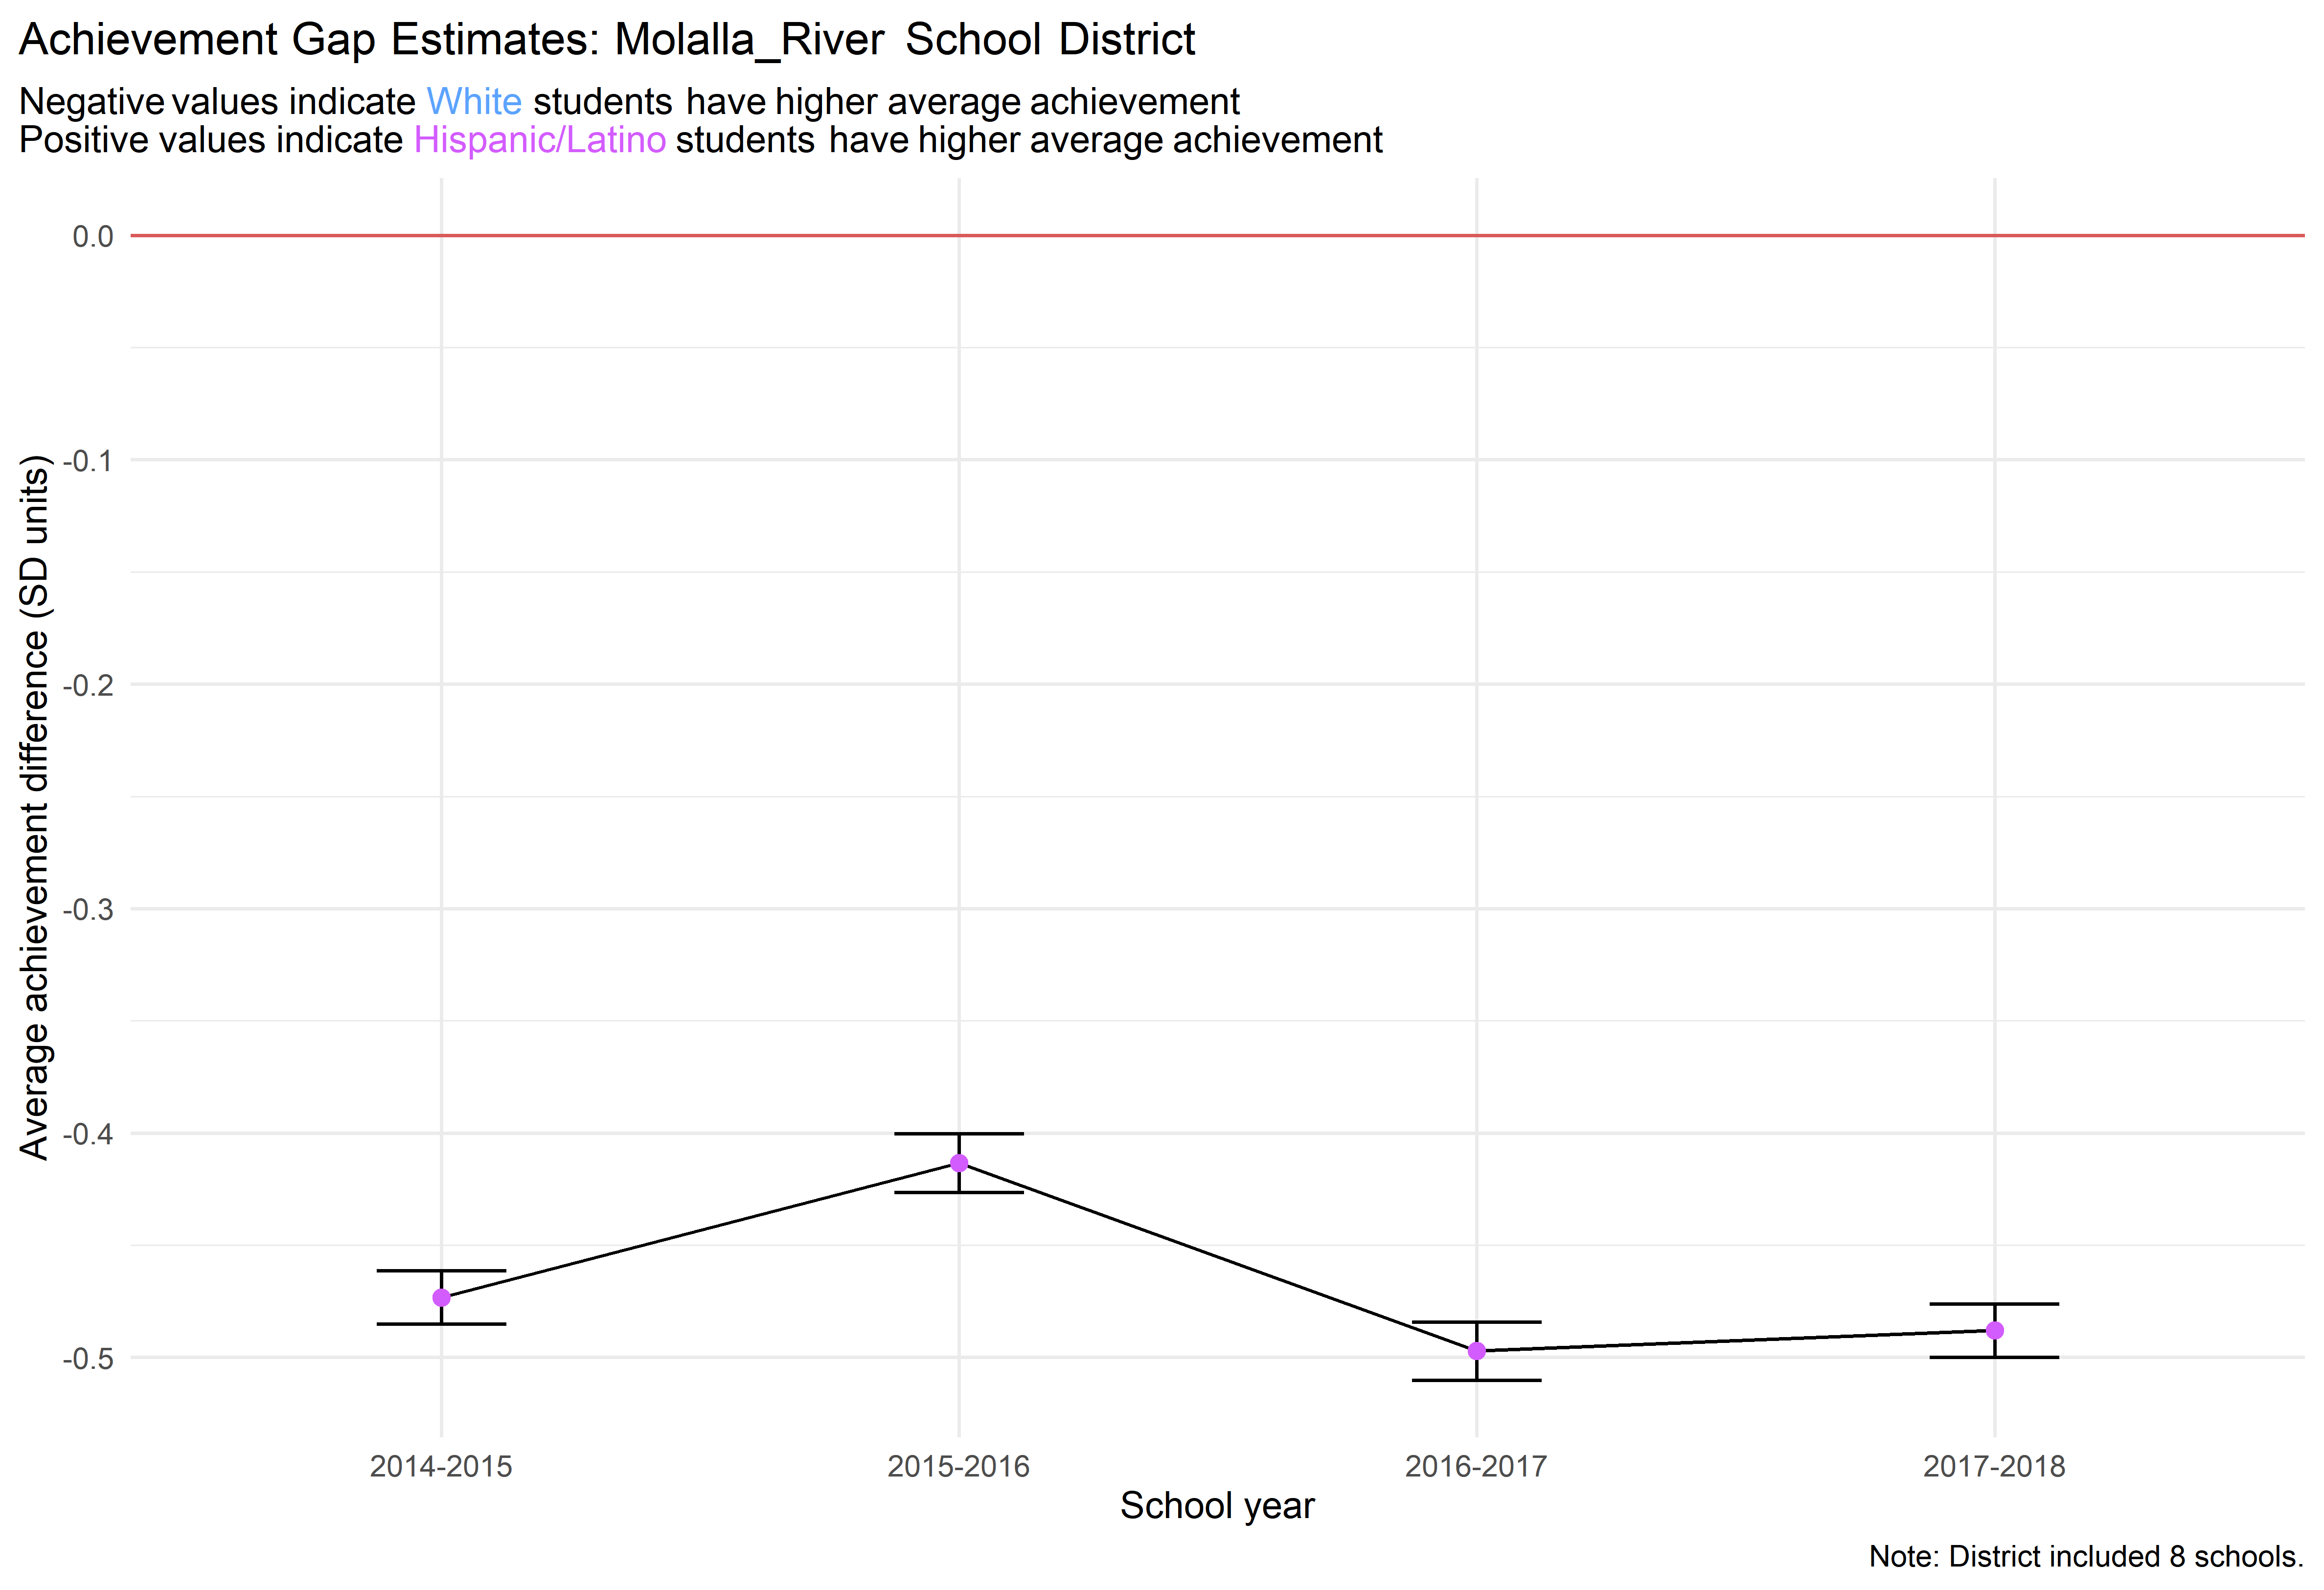 Achievement Gap Estimates: Molalla_River School District
Negative values indicate White students have higher average achievement
Positive values indicate Hispanic/Latino students have higher average achievement
Average achievement difference (SD units)
0.0
-0.1
-0.2
-0.3
-0.4
-0.5
2014-2015
2015-2016
2016-2017
2017-2018
School year
Note: District included 8 schools.